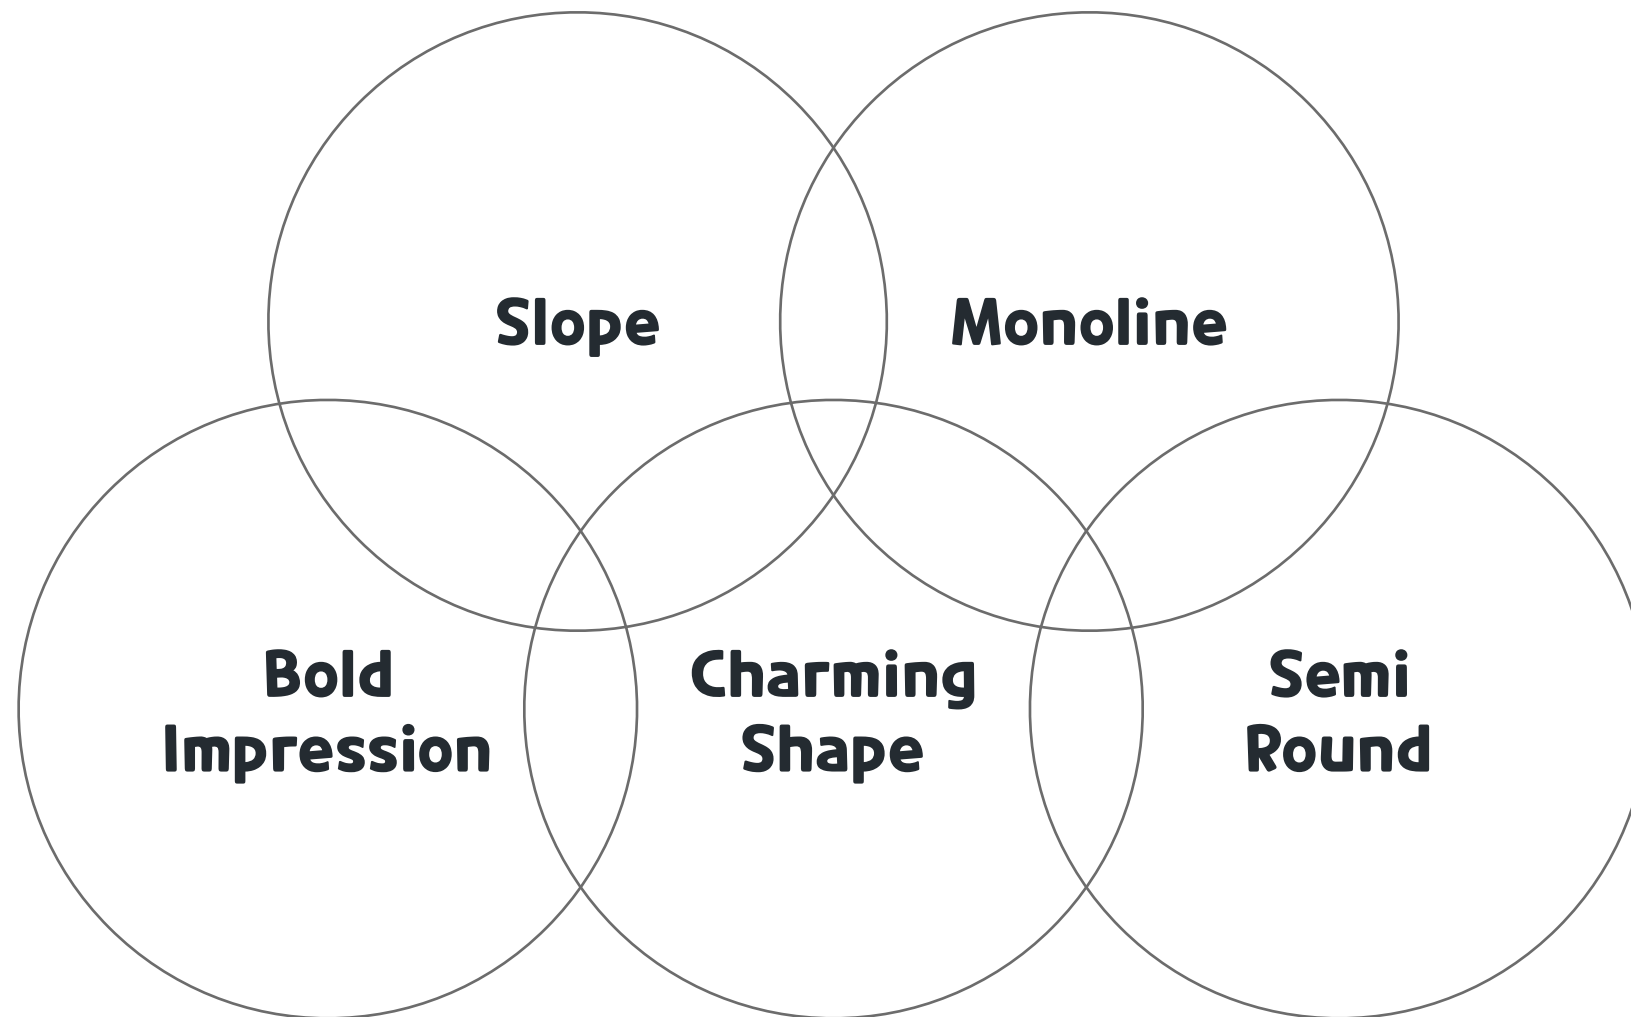 Slope
Monoline
Bold
Impression
Charming
Shape
Semi
Round